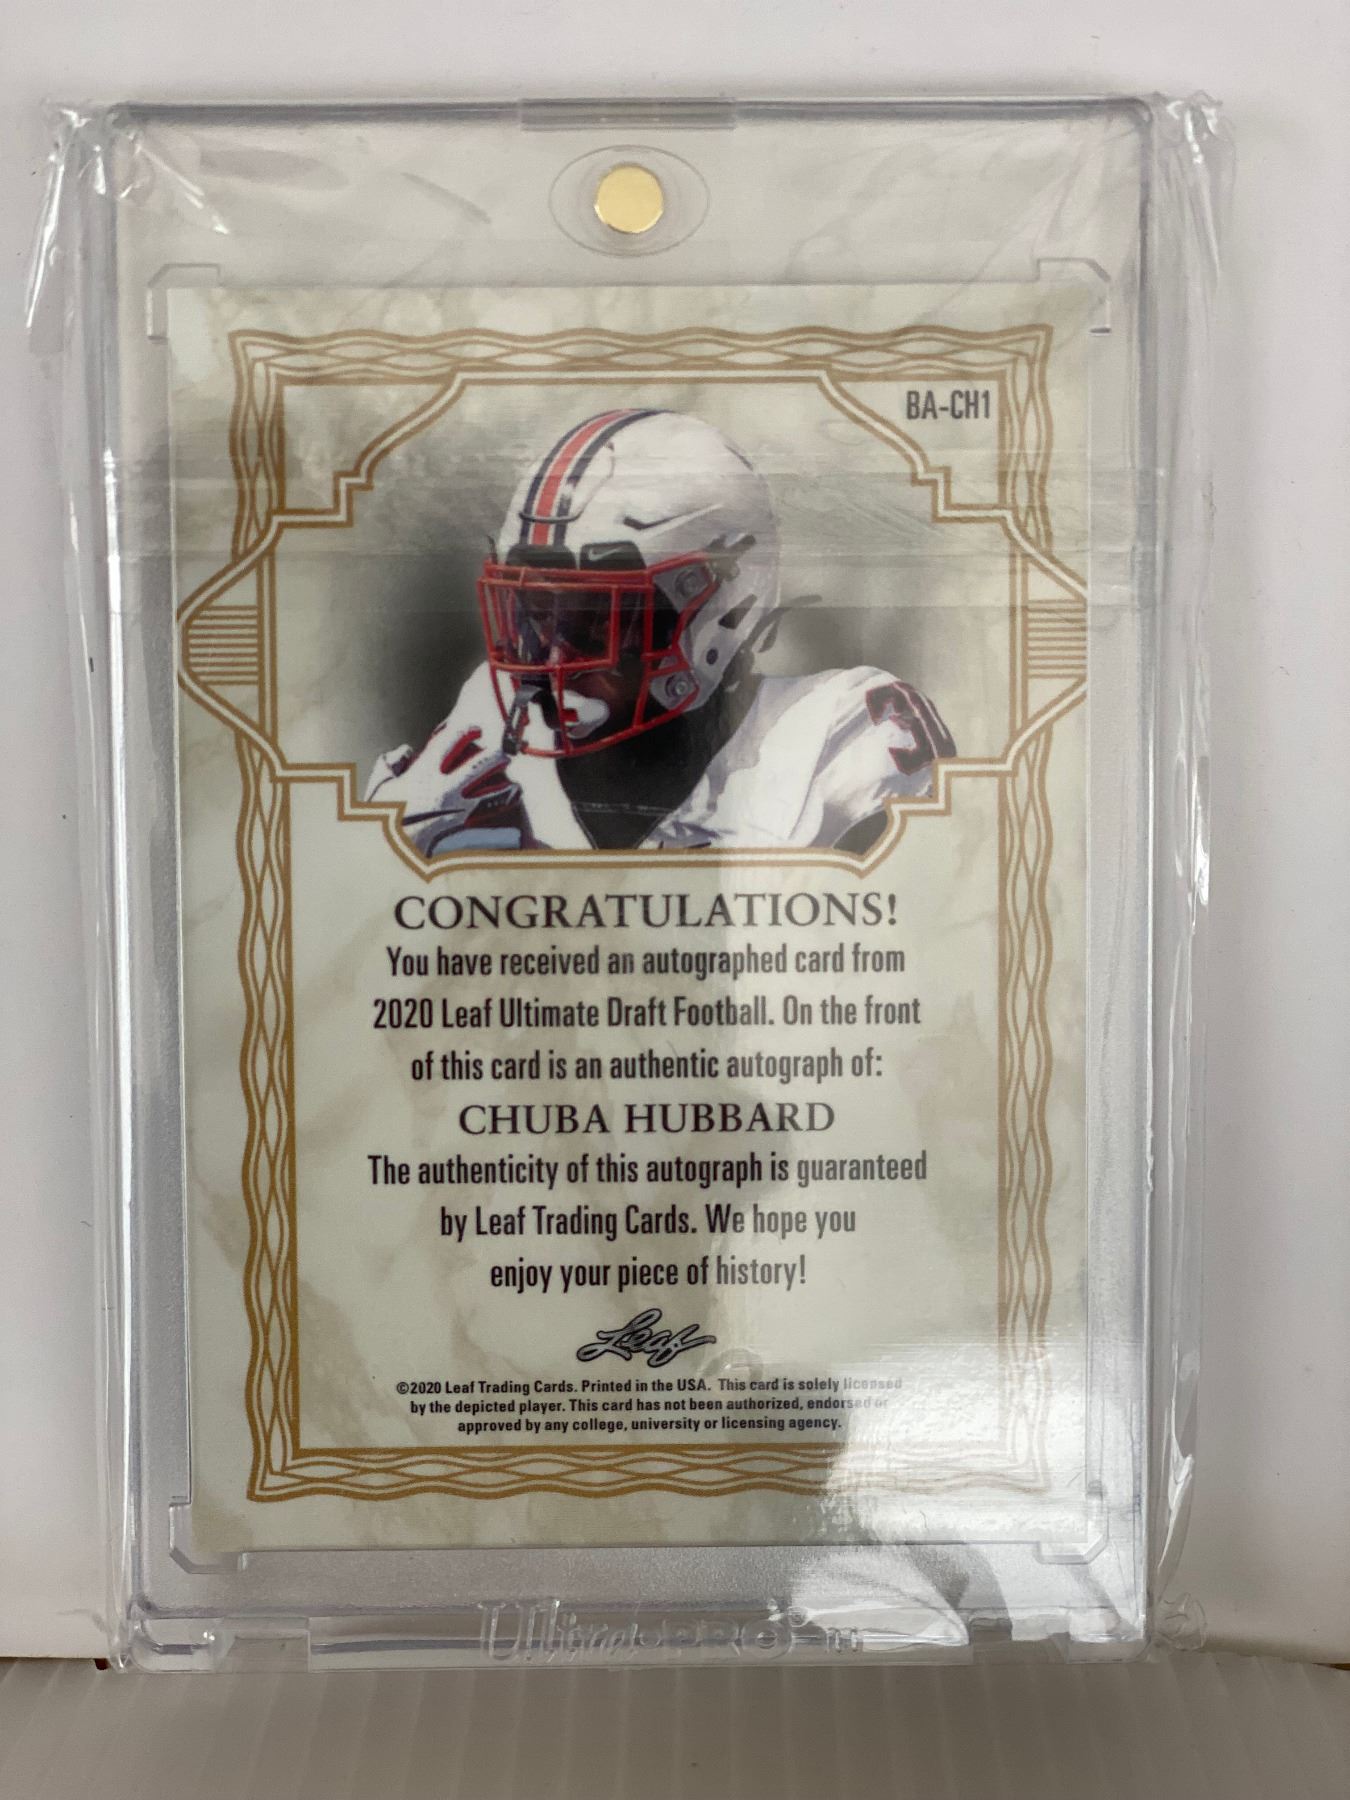 BA-CH1
30
CONGRATULATIONS!
You have received an autographed card from
2020 Leaf Ultimate Draft Football. On the front
of this card is an authentic autograph of:
CHUBA HUBBARD
The authenticity of this autograph is guaranteed
by Leaf Trading Cards. We hope you
enjoy your piece of history!
Leaf
©2020 Leaf Trading Cards. Printed in the USA. This card is solely licensed
by the depicted player. This card has not been authorized, endorsed or
approved by any college, university or licensing agency.
Ultra·PRO®